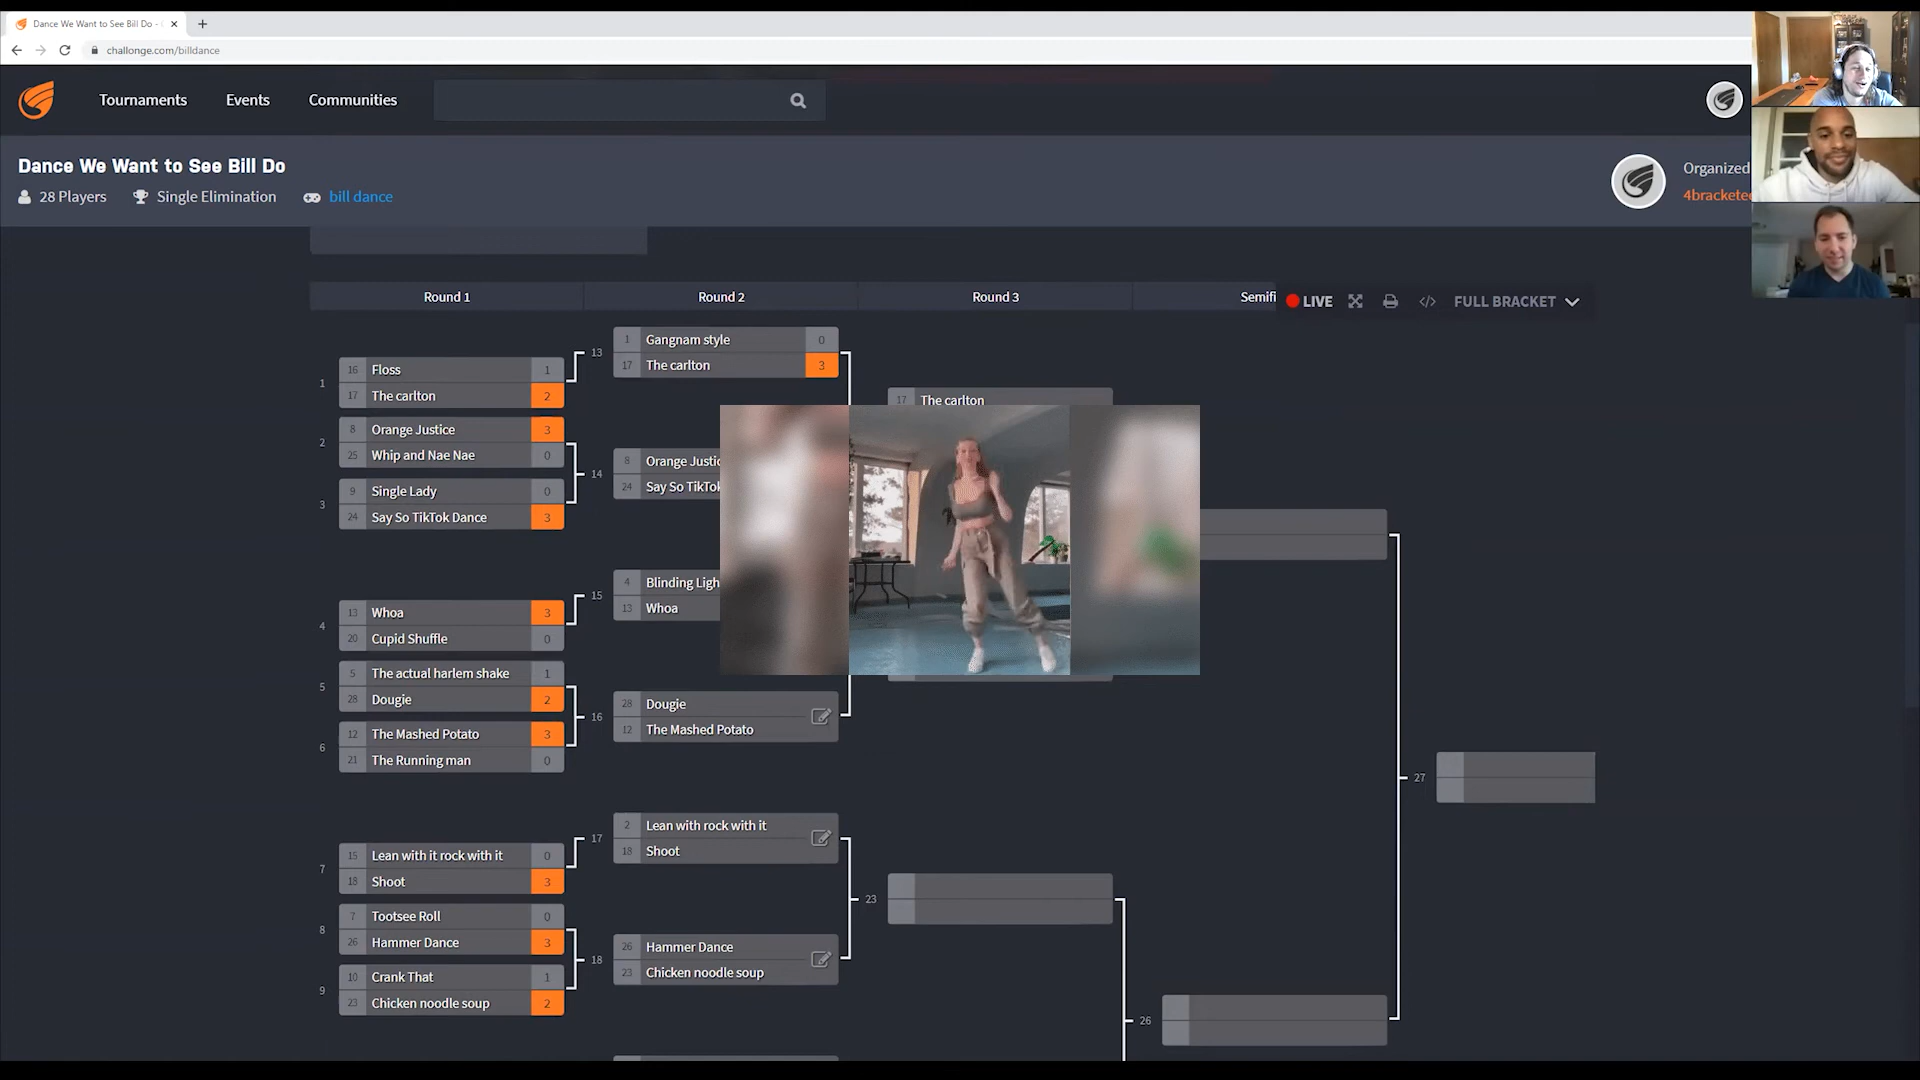 Dance We Want to See Bill Do -
challonge.com/billdance
Tournaments Events Communities
Dance We Want to See Bill Do
28 Players Single Elimination bill dance
Organized
Round 1 Round 2 Round 3 Semifi
LIVE FULL BRACKET
1 Gangnam style 0
13
17 The carlton 3
16 Floss 1
1
17 The carlton 2
17 The carlton
8 Orange Justice 3
2
25 Whip and Nae Nae 0
8 Orange
14
24 Say So
9 Single Lady 0
3
24 Say So TikTok Dance 3
4 Blinding
15
13 Whoa
13 Whoa 3
4
20 Cupid Shuffle 0
5 The actual harlem shake 1
5
28 Dougie 2
28 Dougie
16
12 The Mashed Potato
12 The Mashed Potato 3
6
21 The Running man 0
27
2 Lean with rock with it
17
18 Shoot
15 Lean with it rock with it 0
7
18 Shoot 3
23
7 Tootsee Roll 0
8
26 Hammer Dance 3
26 Hammer Dance
18
23 Chicken noodle soup
10 Crank That 1
9
23 Chicken noodle soup 2
26